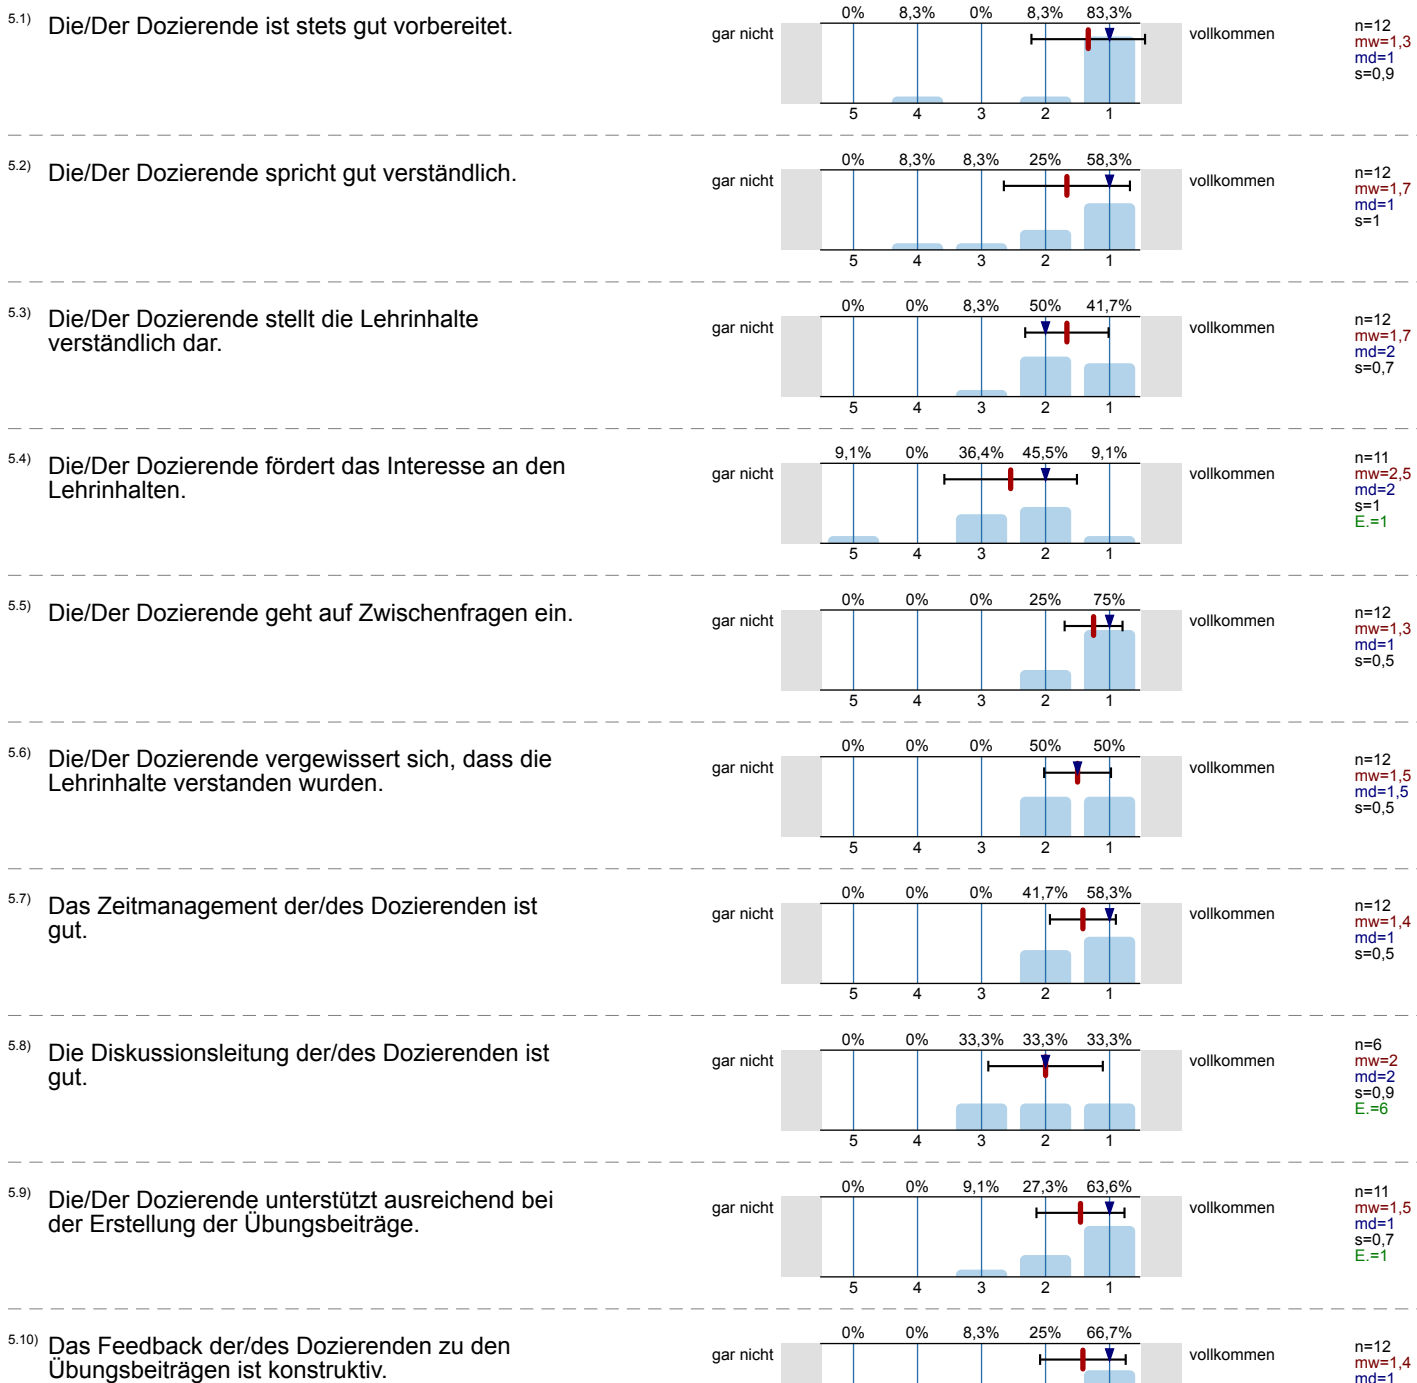 5.1) Die/Der Dozierende ist stets gut vorbereitet.
0% 8,3% 0% 8,3% 83,3%
gar nicht vollkommen
5 4 3 2 1
n=12
mw=1,3
md=1
s=0,9
5.2) Die/Der Dozierende spricht gut verständlich.
0% 8,3% 8,3% 25% 58,3%
gar nicht vollkommen
5 4 3 2 1
n=12
mw=1,7
md=1
s=1
5.3) Die/Der Dozierende stellt die Lehrinhalte
verständlich dar.
0% 0% 8,3% 50% 41,7%
gar nicht vollkommen
5 4 3 2 1
n=12
mw=1,7
md=2
s=0,7
5.4) Die/Der Dozierende fördert das Interesse an den
Lehrinhalten.
9,1% 0% 36,4% 45,5% 9,1%
gar nicht vollkommen
5 4 3 2 1
n=11
mw=2,5
md=2
s=1
E.=1
5.5) Die/Der Dozierende geht auf Zwischenfragen ein.
0% 0% 0% 25% 75%
gar nicht vollkommen
5 4 3 2 1
n=12
mw=1,3
md=1
s=0,5
5.6) Die/Der Dozierende vergewissert sich, dass die
Lehrinhalte verstanden wurden.
0% 0% 0% 50% 50%
gar nicht vollkommen
5 4 3 2 1
n=12
mw=1,5
md=1,5
s=0,5
5.7) Das Zeitmanagement der/des Dozierenden ist
gut.
0% 0% 0% 41,7% 58,3%
gar nicht vollkommen
5 4 3 2 1
n=12
mw=1,4
md=1
s=0,5
5.8) Die Diskussionsleitung der/des Dozierenden ist
gut.
0% 0% 33,3% 33,3% 33,3%
gar nicht vollkommen
5 4 3 2 1
n=6
mw=2
md=2
s=0,9
E.=6
5.9) Die/Der Dozierende unterstützt ausreichend bei
der Erstellung der Übungsbeiträge.
0% 0% 9,1% 27,3% 63,6%
gar nicht vollkommen
5 4 3 2 1
n=11
mw=1,5
md=1
s=0,7
E.=1
5.10) Das Feedback der/des Dozierenden zu den
Übungsbeiträgen ist konstruktiv.
0% 0% 8,3% 25% 66,7%
gar nicht vollkommen
n=12
mw=1,4
md=1